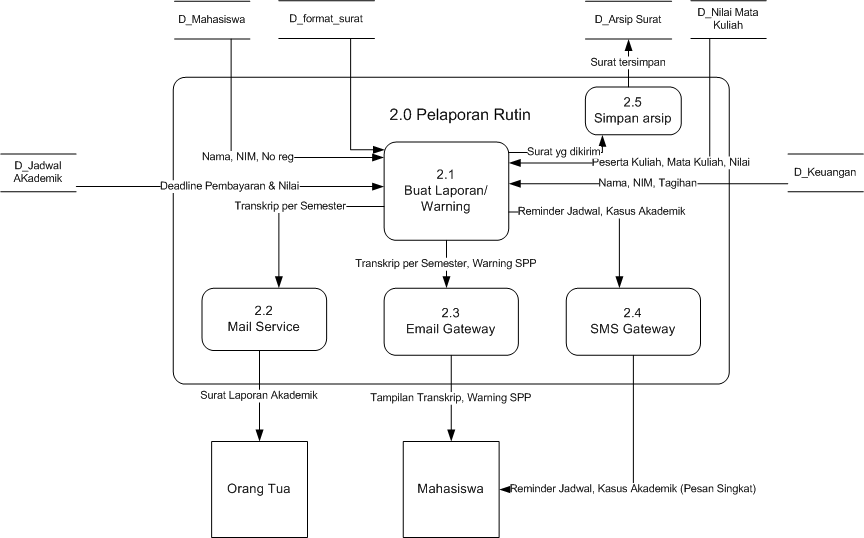 D_Mahasiswa
D_format_surat
D_Arsip Surat
D_Nilai Mata
Kuliah
Surat tersimpan
2.0 Pelaporan Rutin
2.5
Simpan arsip
Surat yg dikirim
Nama, NIM, No reg
Peserta Kuliah, Mata Kuliah, Nilai
D_Jadwal
AKademik
2.1
Buat Laporan/
Warning
D_Keuangan
Deadline Pembayaran & Nilai
Nama, NIM, Tagihan
Transkrip per Semester
Reminder Jadwal, Kasus Akademik
Transkrip per Semester, Warning SPP
2.2
Mail Service
2.3
Email Gateway
2.4
SMS Gateway
Surat Laporan Akademik
Tampilan Transkrip, Warning SPP
Orang Tua
Mahasiswa
Reminder Jadwal, Kasus Akademik (Pesan Singkat)